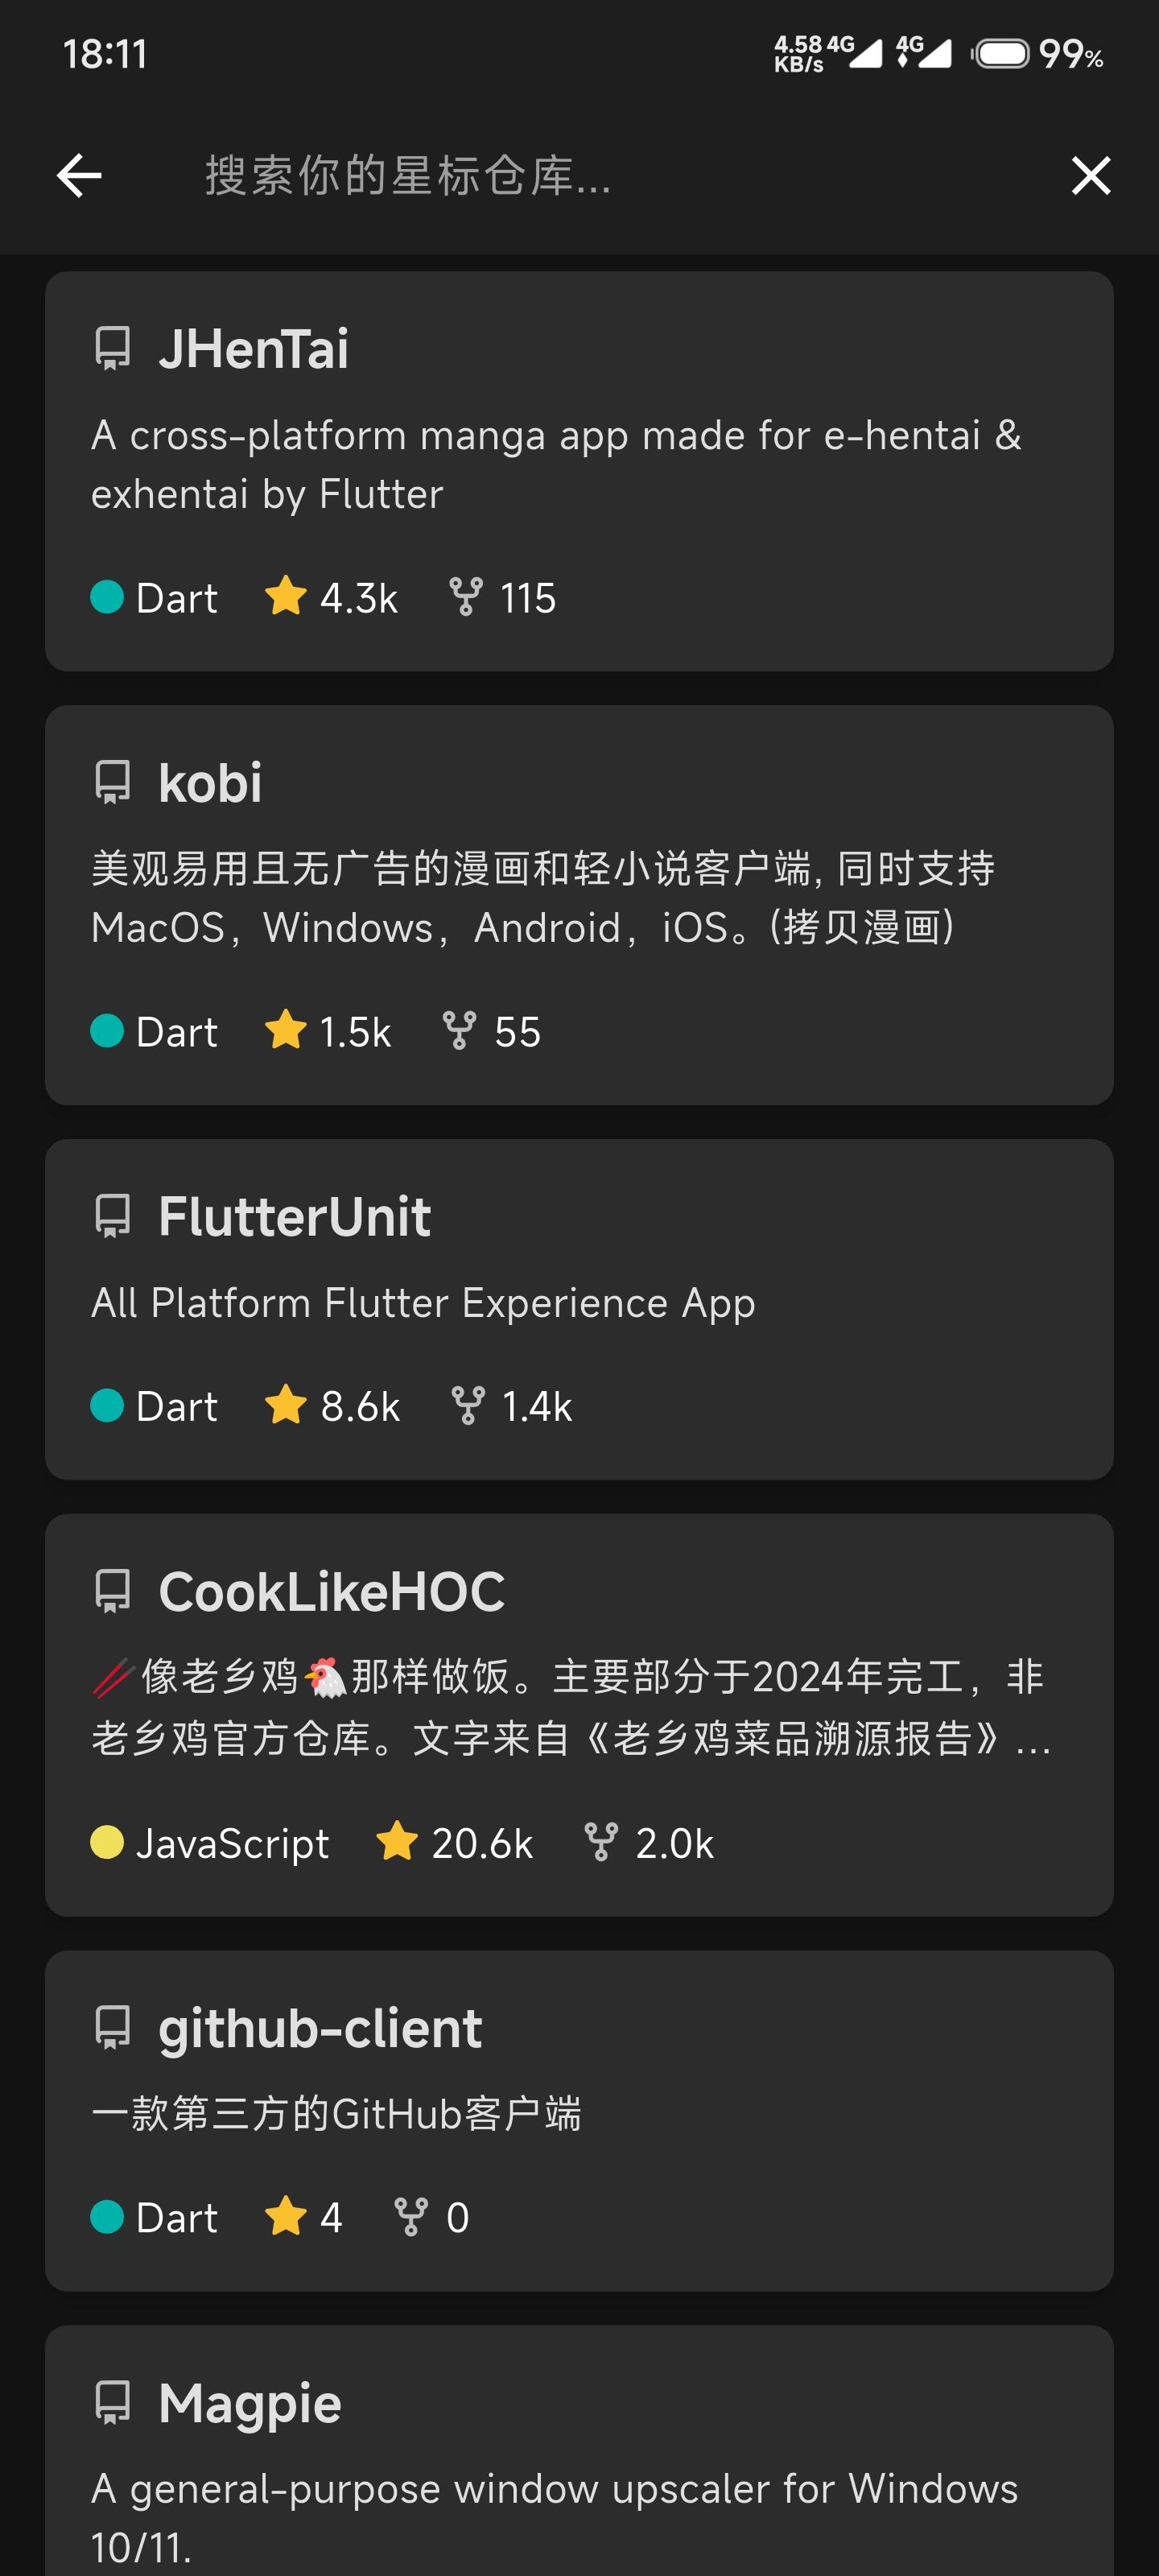 18:11
4.58 KB/s 4G 4G 99%
搜索你的星标仓库...
JHenTai
A cross-platform manga app made for e-hentai &
exhentai by Flutter
Dart 4.3k 115
kobi
美观易用且无广告的漫画和轻小说客户端, 同时支持
MacOS，Windows，Android，iOS。(拷贝漫画)
Dart 1.5k 55
FlutterUnit
All Platform Flutter Experience App
Dart 8.6k 1.4k
CookLikeHOC
🥢像老乡鸡🐔那样做饭。主要部分于2024年完工，非
老乡鸡官方仓库。文字来自《老乡鸡菜品溯源报告》...
JavaScript 20.6k 2.0k
github-client
一款第三方的GitHub客户端
Dart 4 0
Magpie
A general-purpose window upscaler for Windows
10/11.